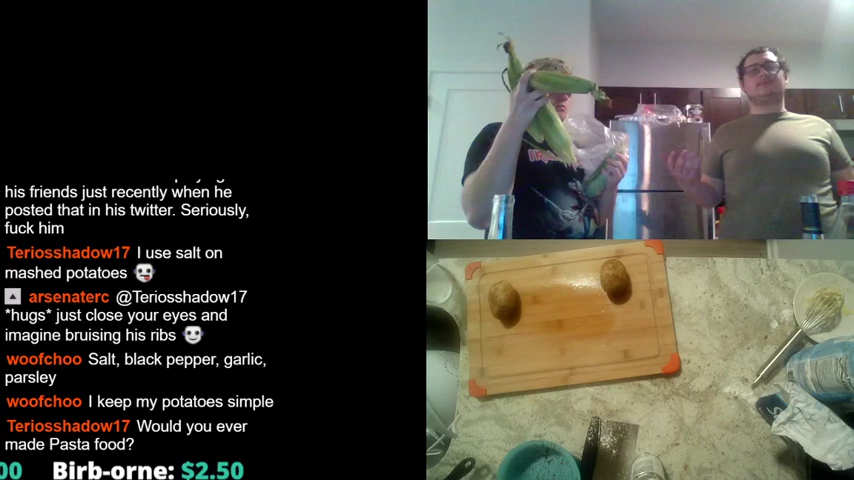 his friends just recently when he
posted that in his twitter. Seriously,
fuck him
Teriosshadow17 I use salt on
mashed potatoes
arsenaterc @Teriosshadow17
*hugs* just close your eyes and
imagine bruising his ribs
woofchoo Salt, black pepper, garlic,
parsley
woofchoo I keep my potatoes simple
Teriosshadow17 Would you ever
made Pasta food?
00 Birb-orne: $2.50